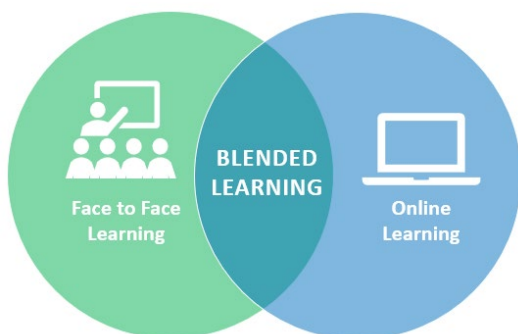 Face to Face
Learning
BLENDED
LEARNING
Online
Learning